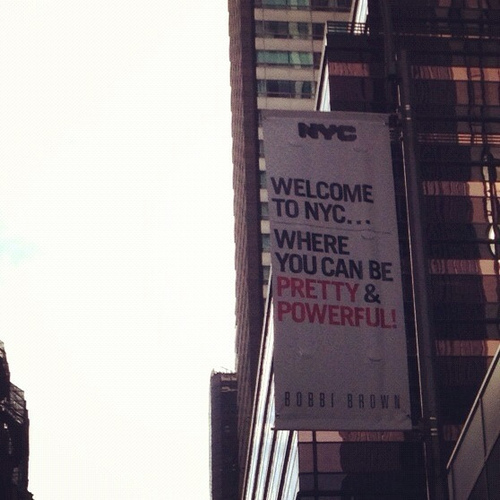 NYC
WELCOME
TO NYC...
WHERE
YOU CAN BE
PRETTY &
POWERFUL!
BOBBI BROWN